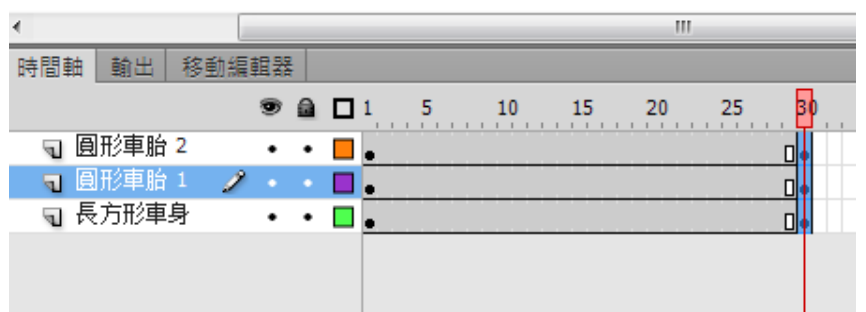 時間軸 輸出 移動編輯器
1 5 10 15 20 25 30
圓形車胎 2
圓形車胎 1
長方形車身